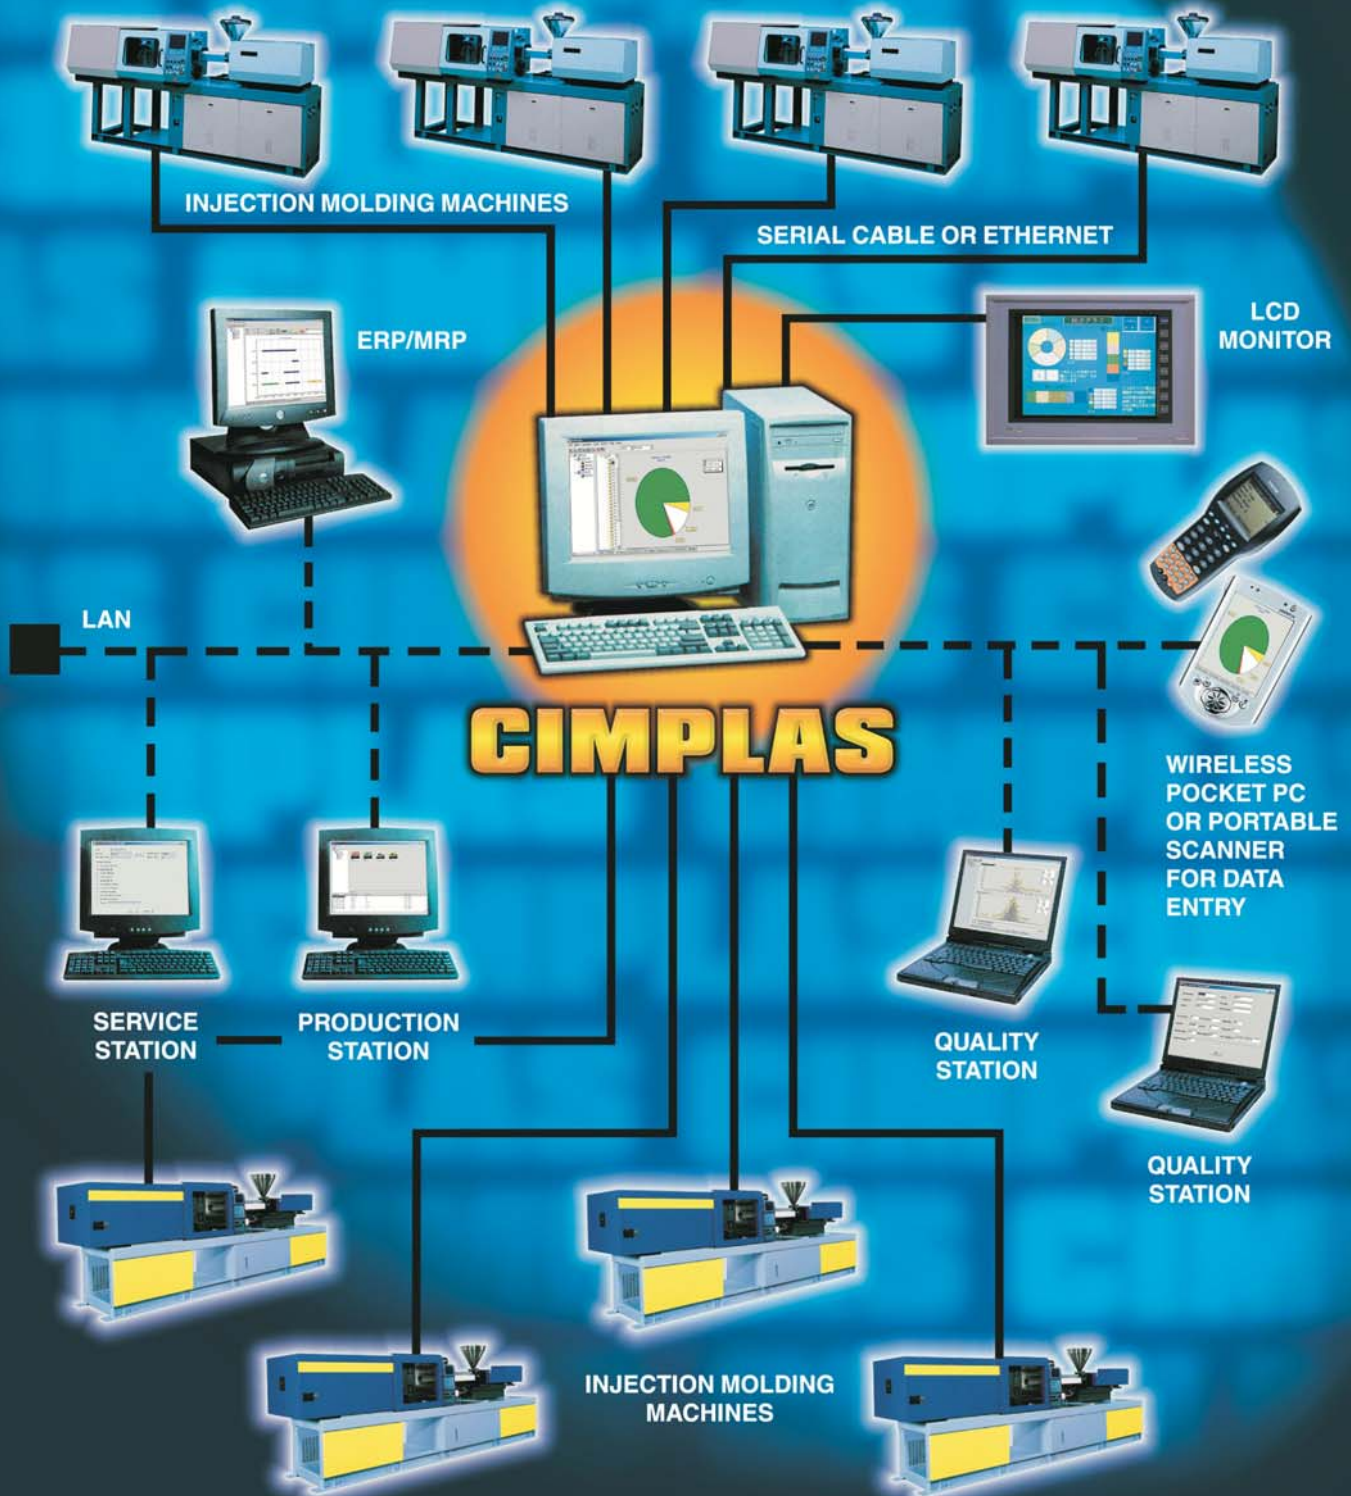 INJECTION MOLDING MACHINES
SERIAL CABLE OR ETHERNET
ERP/MRP
LCD
MONITOR
LAN
CIMPLAS
WIRELESS
POCKET PC
OR PORTABLE
SCANNER
FOR DATA
ENTRY
SERVICE
STATION
PRODUCTION
STATION
QUALITY
STATION
QUALITY
STATION
INJECTION MOLDING
MACHINES